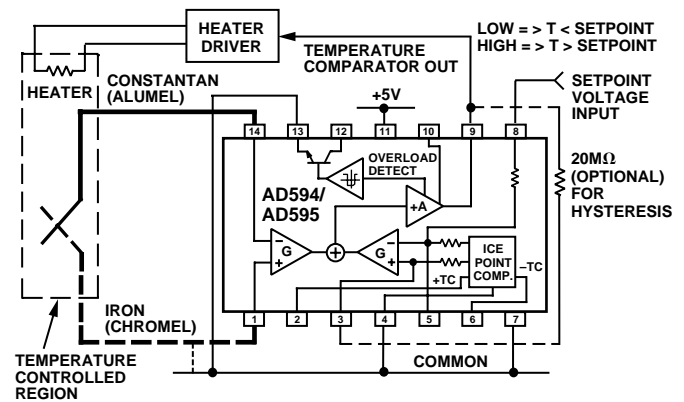 HEATER
DRIVER
LOW = > T < SETPOINT
HIGH = > T > SETPOINT
TEMPERATURE
COMPARATOR OUT
HEATER
CONSTANTAN
(ALUMEL)
+5V
SETPOINT
VOLTAGE
INPUT
14
13
12
11
10
9
8
OVERLOAD
DETECT
20MΩ
(OPTIONAL)
FOR
HYSTERESIS
AD594/
AD595
+A
–
+
G
+
G
–
+
ICE
POINT
COMP.
–TC
+TC
IRON
(CHROMEL)
1
2
3
4
5
6
7
TEMPERATURE
CONTROLLED
REGION
COMMON